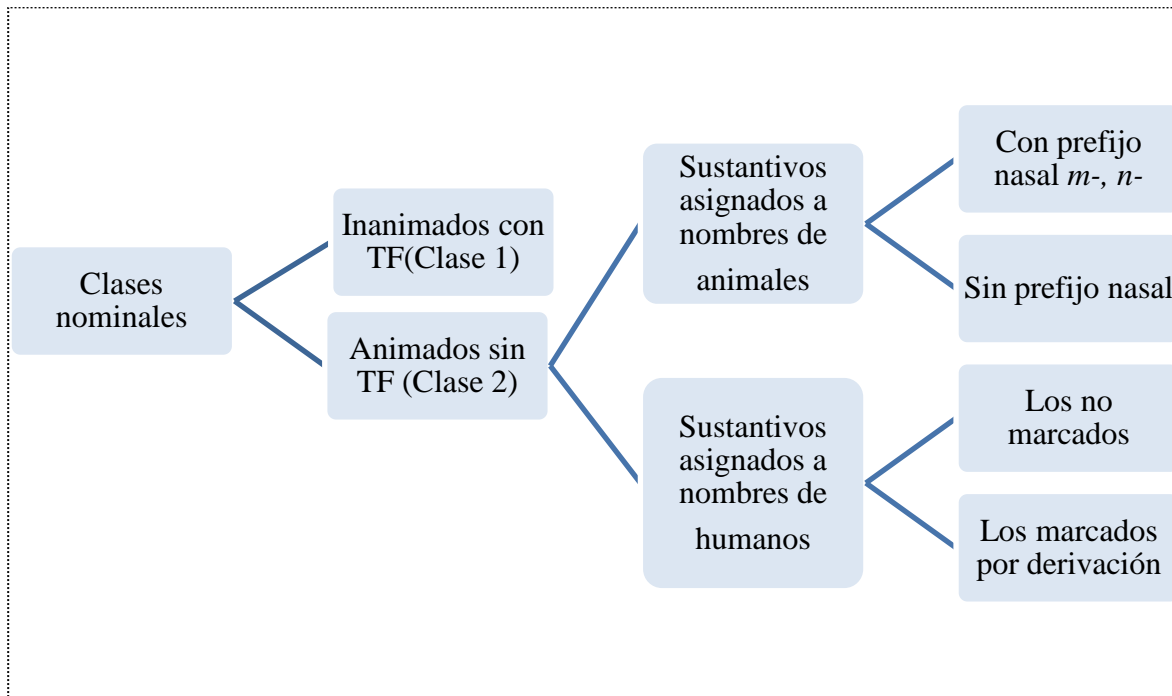 Clases
nominales
Inanimados con
TF(Clase 1)
Animados sin
TF (Clase 2)
Sustantivos
asignados a
nombres de
animales
Sustantivos
asignados a
nombres de
humanos
Con prefijo
nasal m-, n-
Sin prefijo nasal
Los no
marcados
Los marcados
por derivación